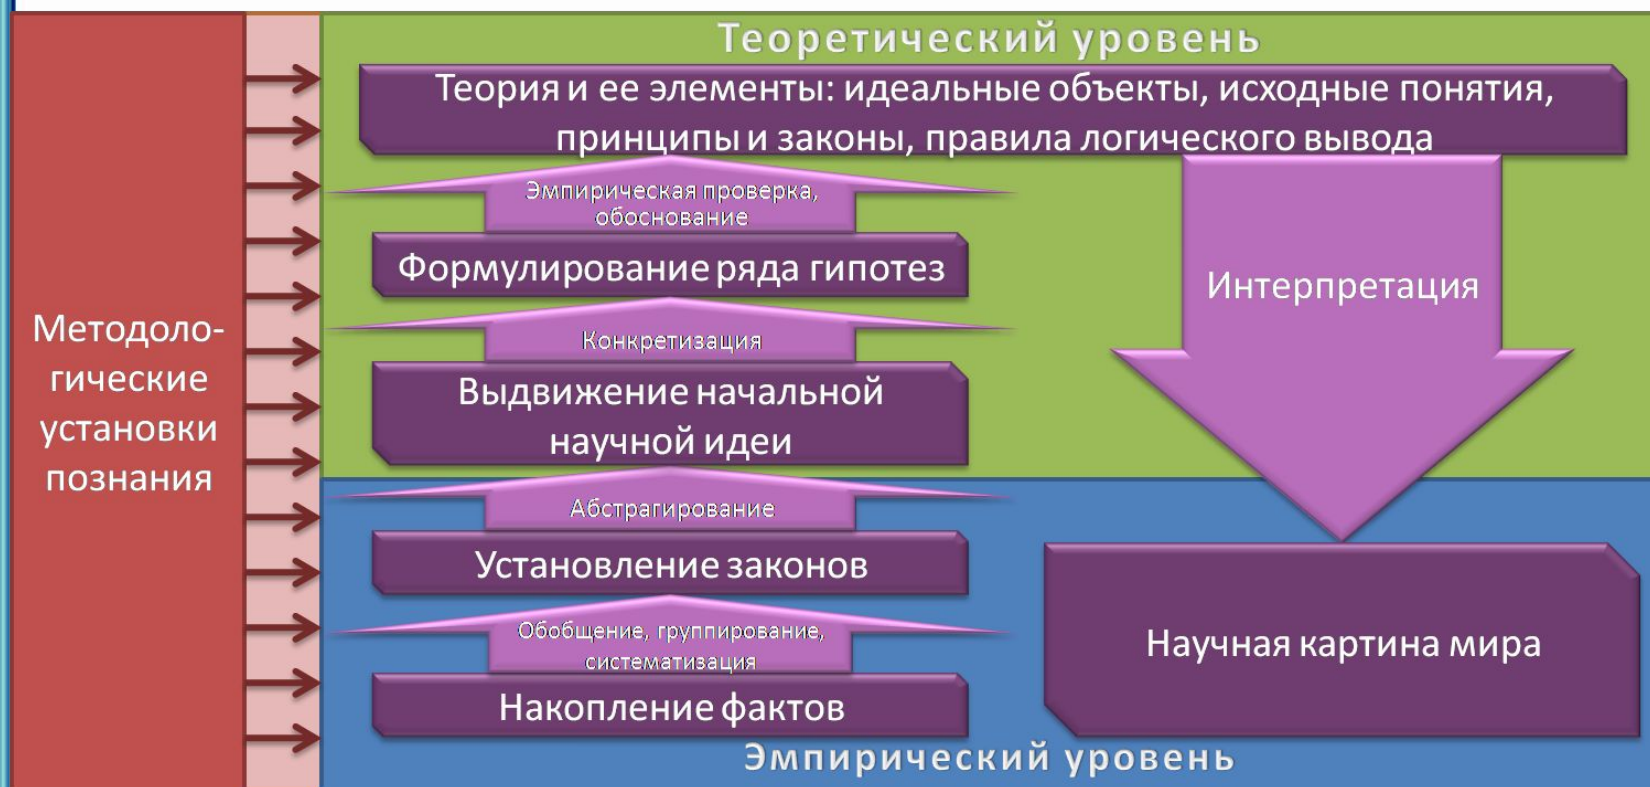 Теоретический уровень
Теория и ее элементы: идеальные объекты, исходные понятия,
принципы и законы, правила логического вывода
Эмпирическая проверка,
обоснование
Формулирование ряда гипотез
Конкретизация
Выдвижение начальной
научной идеи
Абстрагирование
Установление законов
Обобщение, группирование,
систематизация
Накопление фактов
Эмпирический уровень
Методоло-
гические
установки
познания
Интерпретация
Научная картина мира